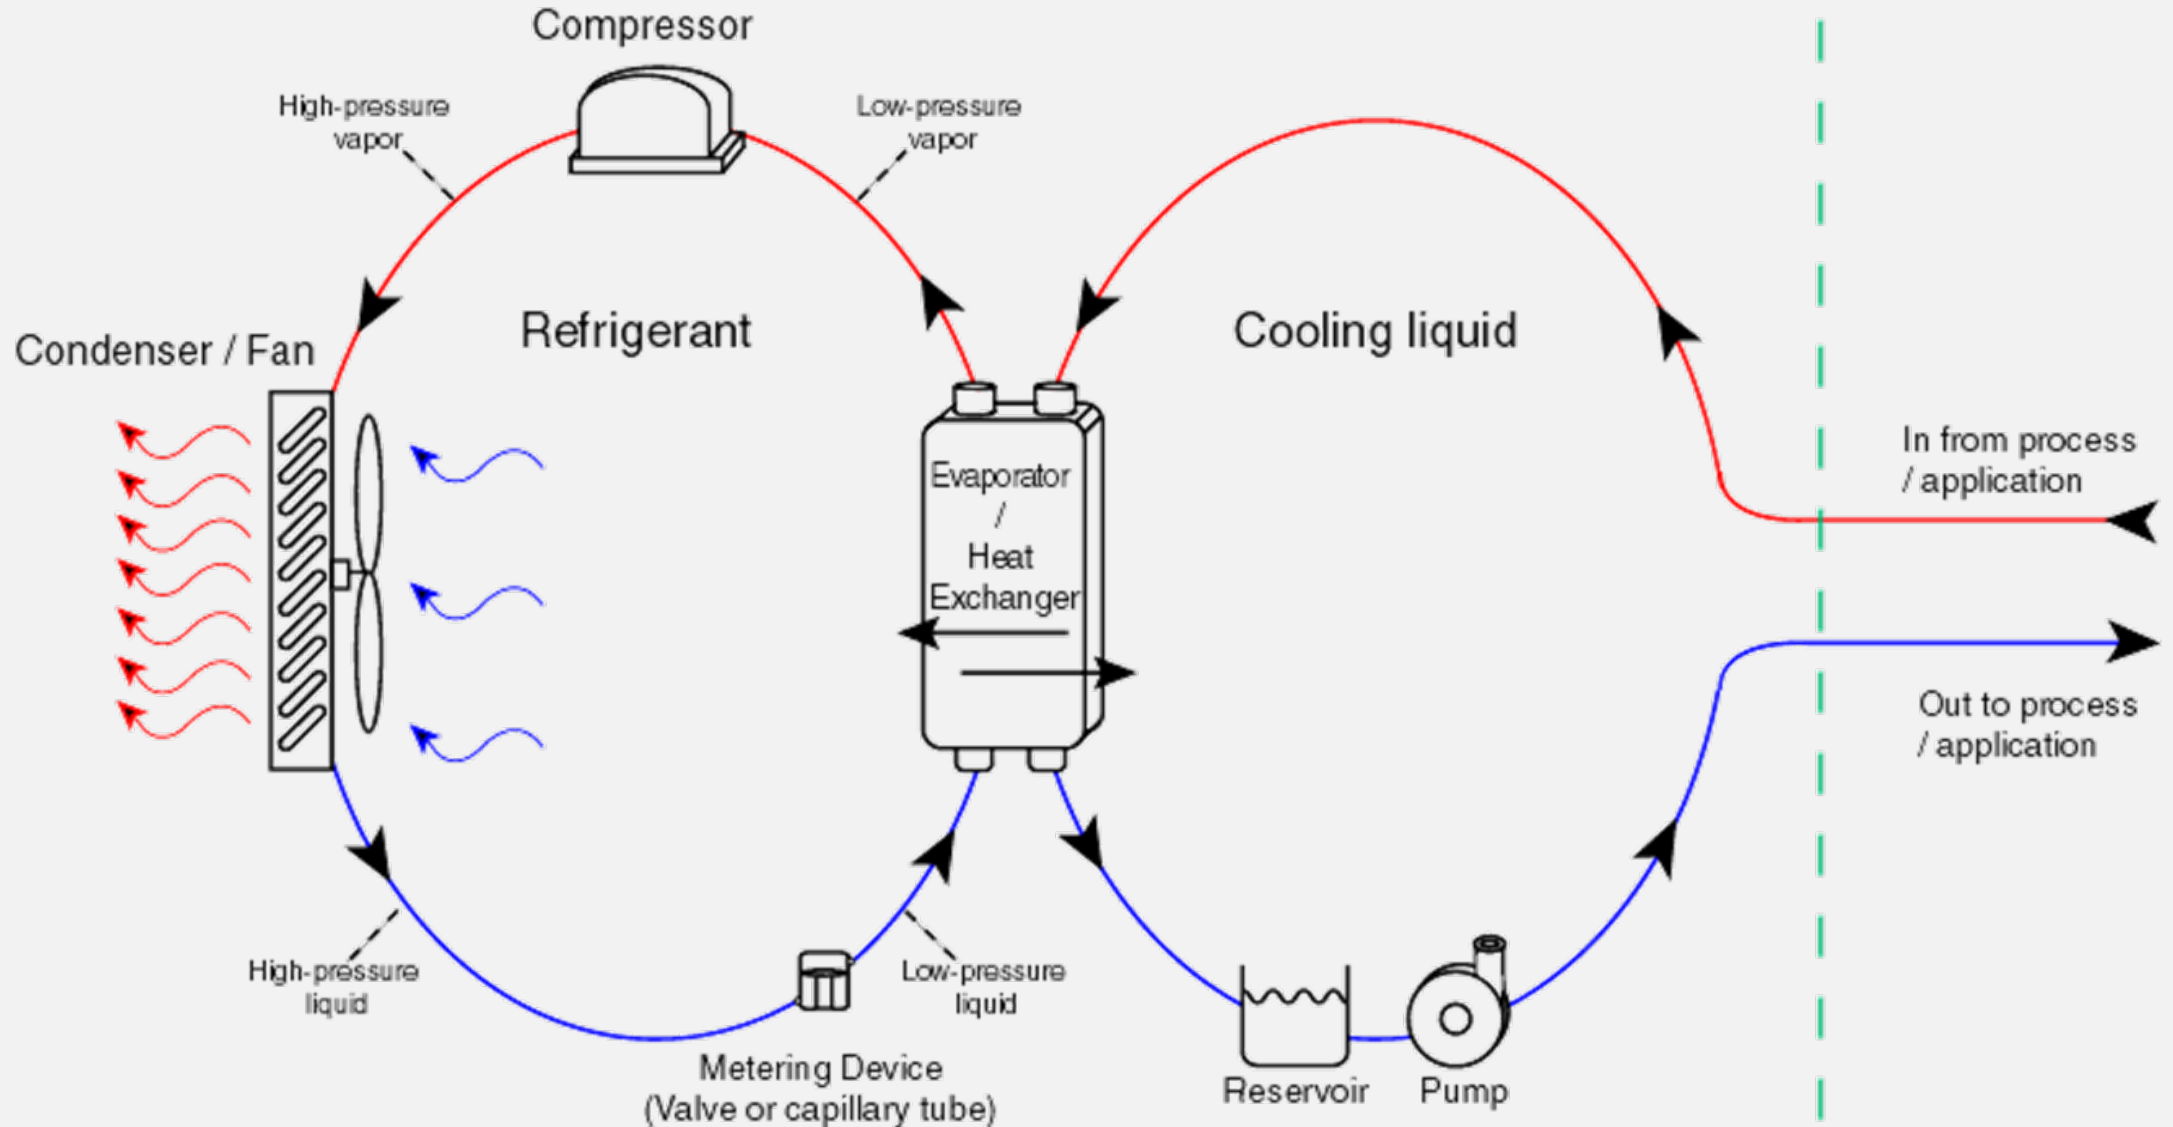 Compressor
High-pressure
vapor
Low-pressure
vapor
Refrigerant
Cooling liquid
Condenser / Fan
In from process
/ application
Evaporator
/
Heat
Exchanger
Out to process
/ application
High-pressure
liquid
Low-pressure
liquid
Metering Device
(Valve or capillary tube)
Reservoir
Pump